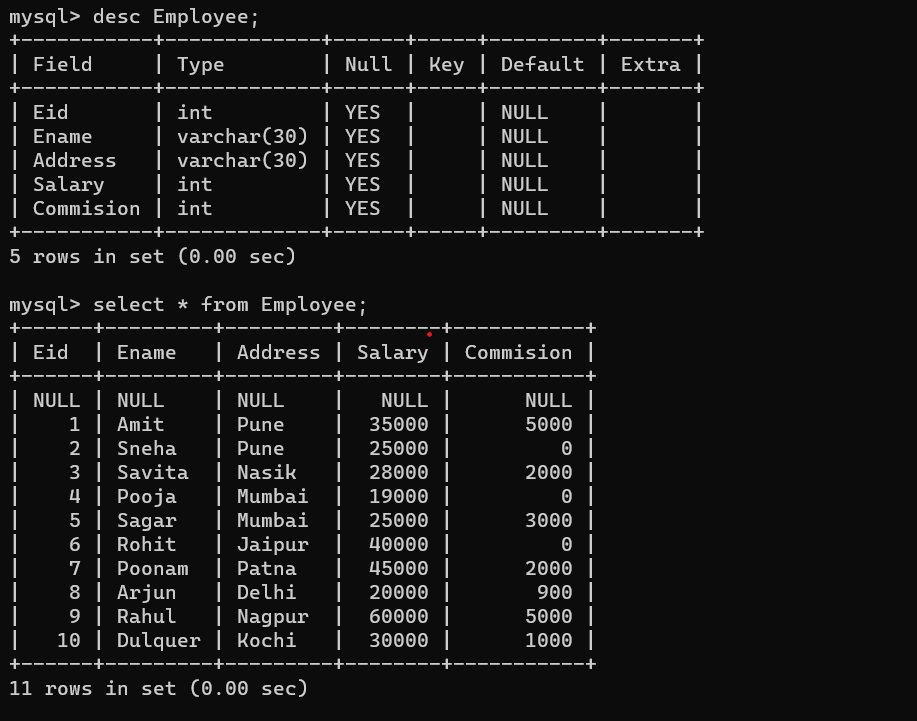 mysql> desc Employee;
+-----------+-------------+------+-----+---------+-------+
| Field     | Type        | Null | Key | Default | Extra |
+-----------+-------------+------+-----+---------+-------+
| Eid       | int         | YES  |     | NULL    |       |
| Ename     | varchar(30) | YES  |     | NULL    |       |
| Address   | varchar(30) | YES  |     | NULL    |       |
| Salary    | int         | YES  |     | NULL    |       |
| Commision | int         | YES  |     | NULL    |       |
+-----------+-------------+------+-----+---------+-------+
5 rows in set (0.00 sec)

mysql> select * from Employee;
+------+---------+---------+--------+-----------+
| Eid  | Ename   | Address | Salary | Commision |
+------+---------+---------+--------+-----------+
| NULL | NULL    | NULL    |   NULL |      NULL |
|    1 | Amit    | Pune    |  35000 |      5000 |
|    2 | Sneha   | Pune    |  25000 |         0 |
|    3 | Savita  | Nasik   |  28000 |      2000 |
|    4 | Pooja   | Mumbai  |  19000 |         0 |
|    5 | Sagar   | Mumbai  |  25000 |      3000 |
|    6 | Rohit   | Jaipur  |  40000 |         0 |
|    7 | Poonam  | Patna   |  45000 |      2000 |
|    8 | Arjun   | Delhi   |  20000 |       900 |
|    9 | Rahul   | Nagpur  |  60000 |      5000 |
|   10 | Dulquer | Kochi   |  30000 |      1000 |
+------+---------+---------+--------+-----------+
11 rows in set (0.00 sec)